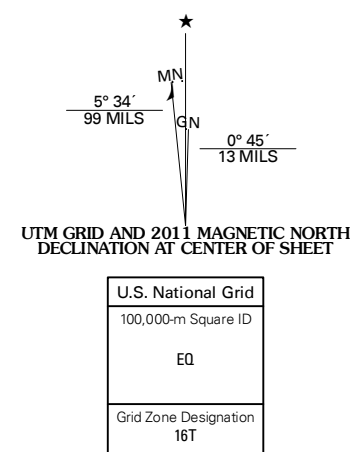 ★
M.N.
5° 34´
99 MILS
GN
0° 45´
13 MILS
UTM GRID AND 2011 MAGNETIC NORTH
DECLINATION AT CENTER OF SHEET
U.S. National Grid
100,000-m Square ID
EQ
Grid Zone Designation
16T